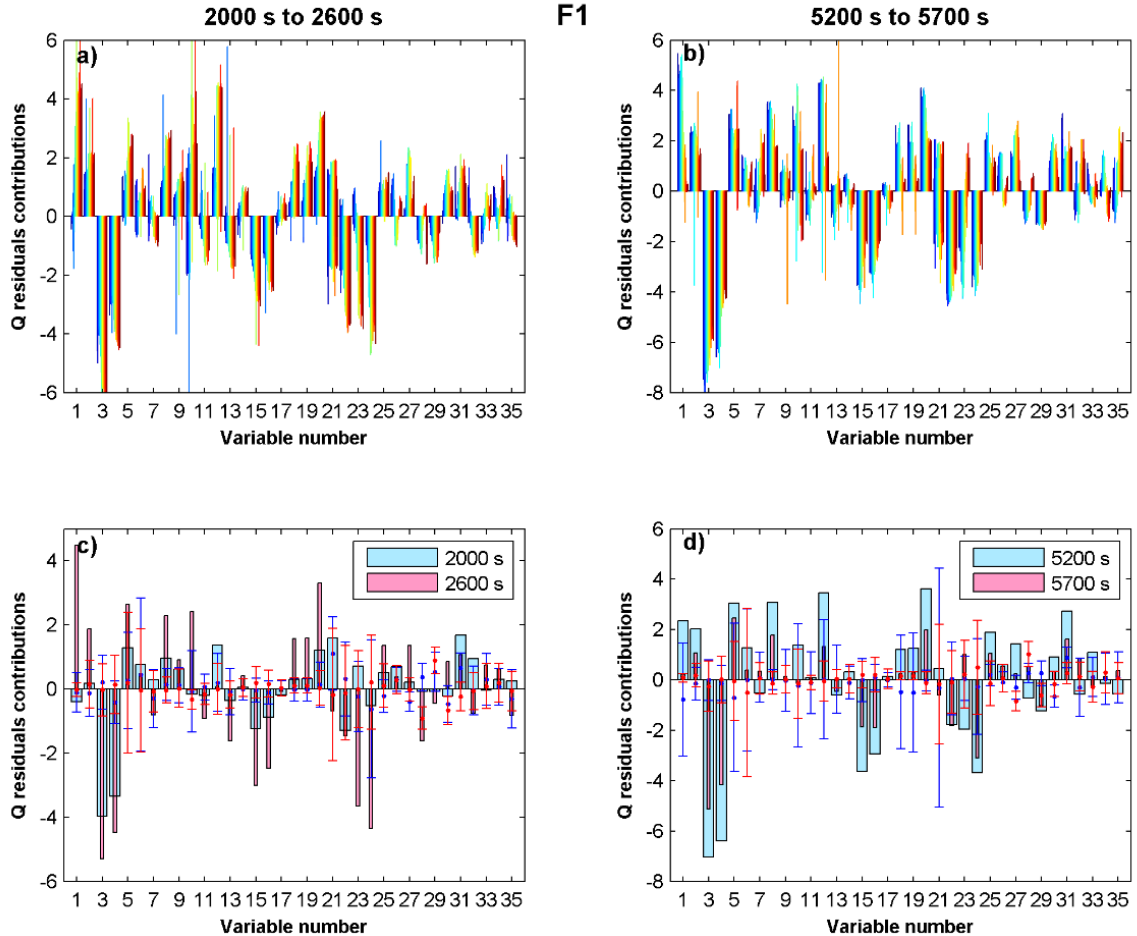 2000 s to 2600 s F1 5200 s to 5700 s
a)
6
4
2
0
-2
-4
-6
Q residuals contributions
1 3 5 7 9 11 13 15 17 19 21 23 25 27 29 31 33 35
Variable number
b)
6
4
2
0
-2
-4
-6
-8
Q residuals contributions
1 3 5 7 9 11 13 15 17 19 21 23 25 27 29 31 33 35
Variable number
c)
2000 s
2600 s
4
2
0
-2
-4
-6
Q residuals contributions
1 3 5 7 9 11 13 15 17 19 21 23 25 27 29 31 33 35
Variable number
d)
5200 s
5700 s
6
4
2
0
-2
-4
-6
-8
Q residuals contributions
1 3 5 7 9 11 13 15 17 19 21 23 25 27 29 31 33 35
Variable number